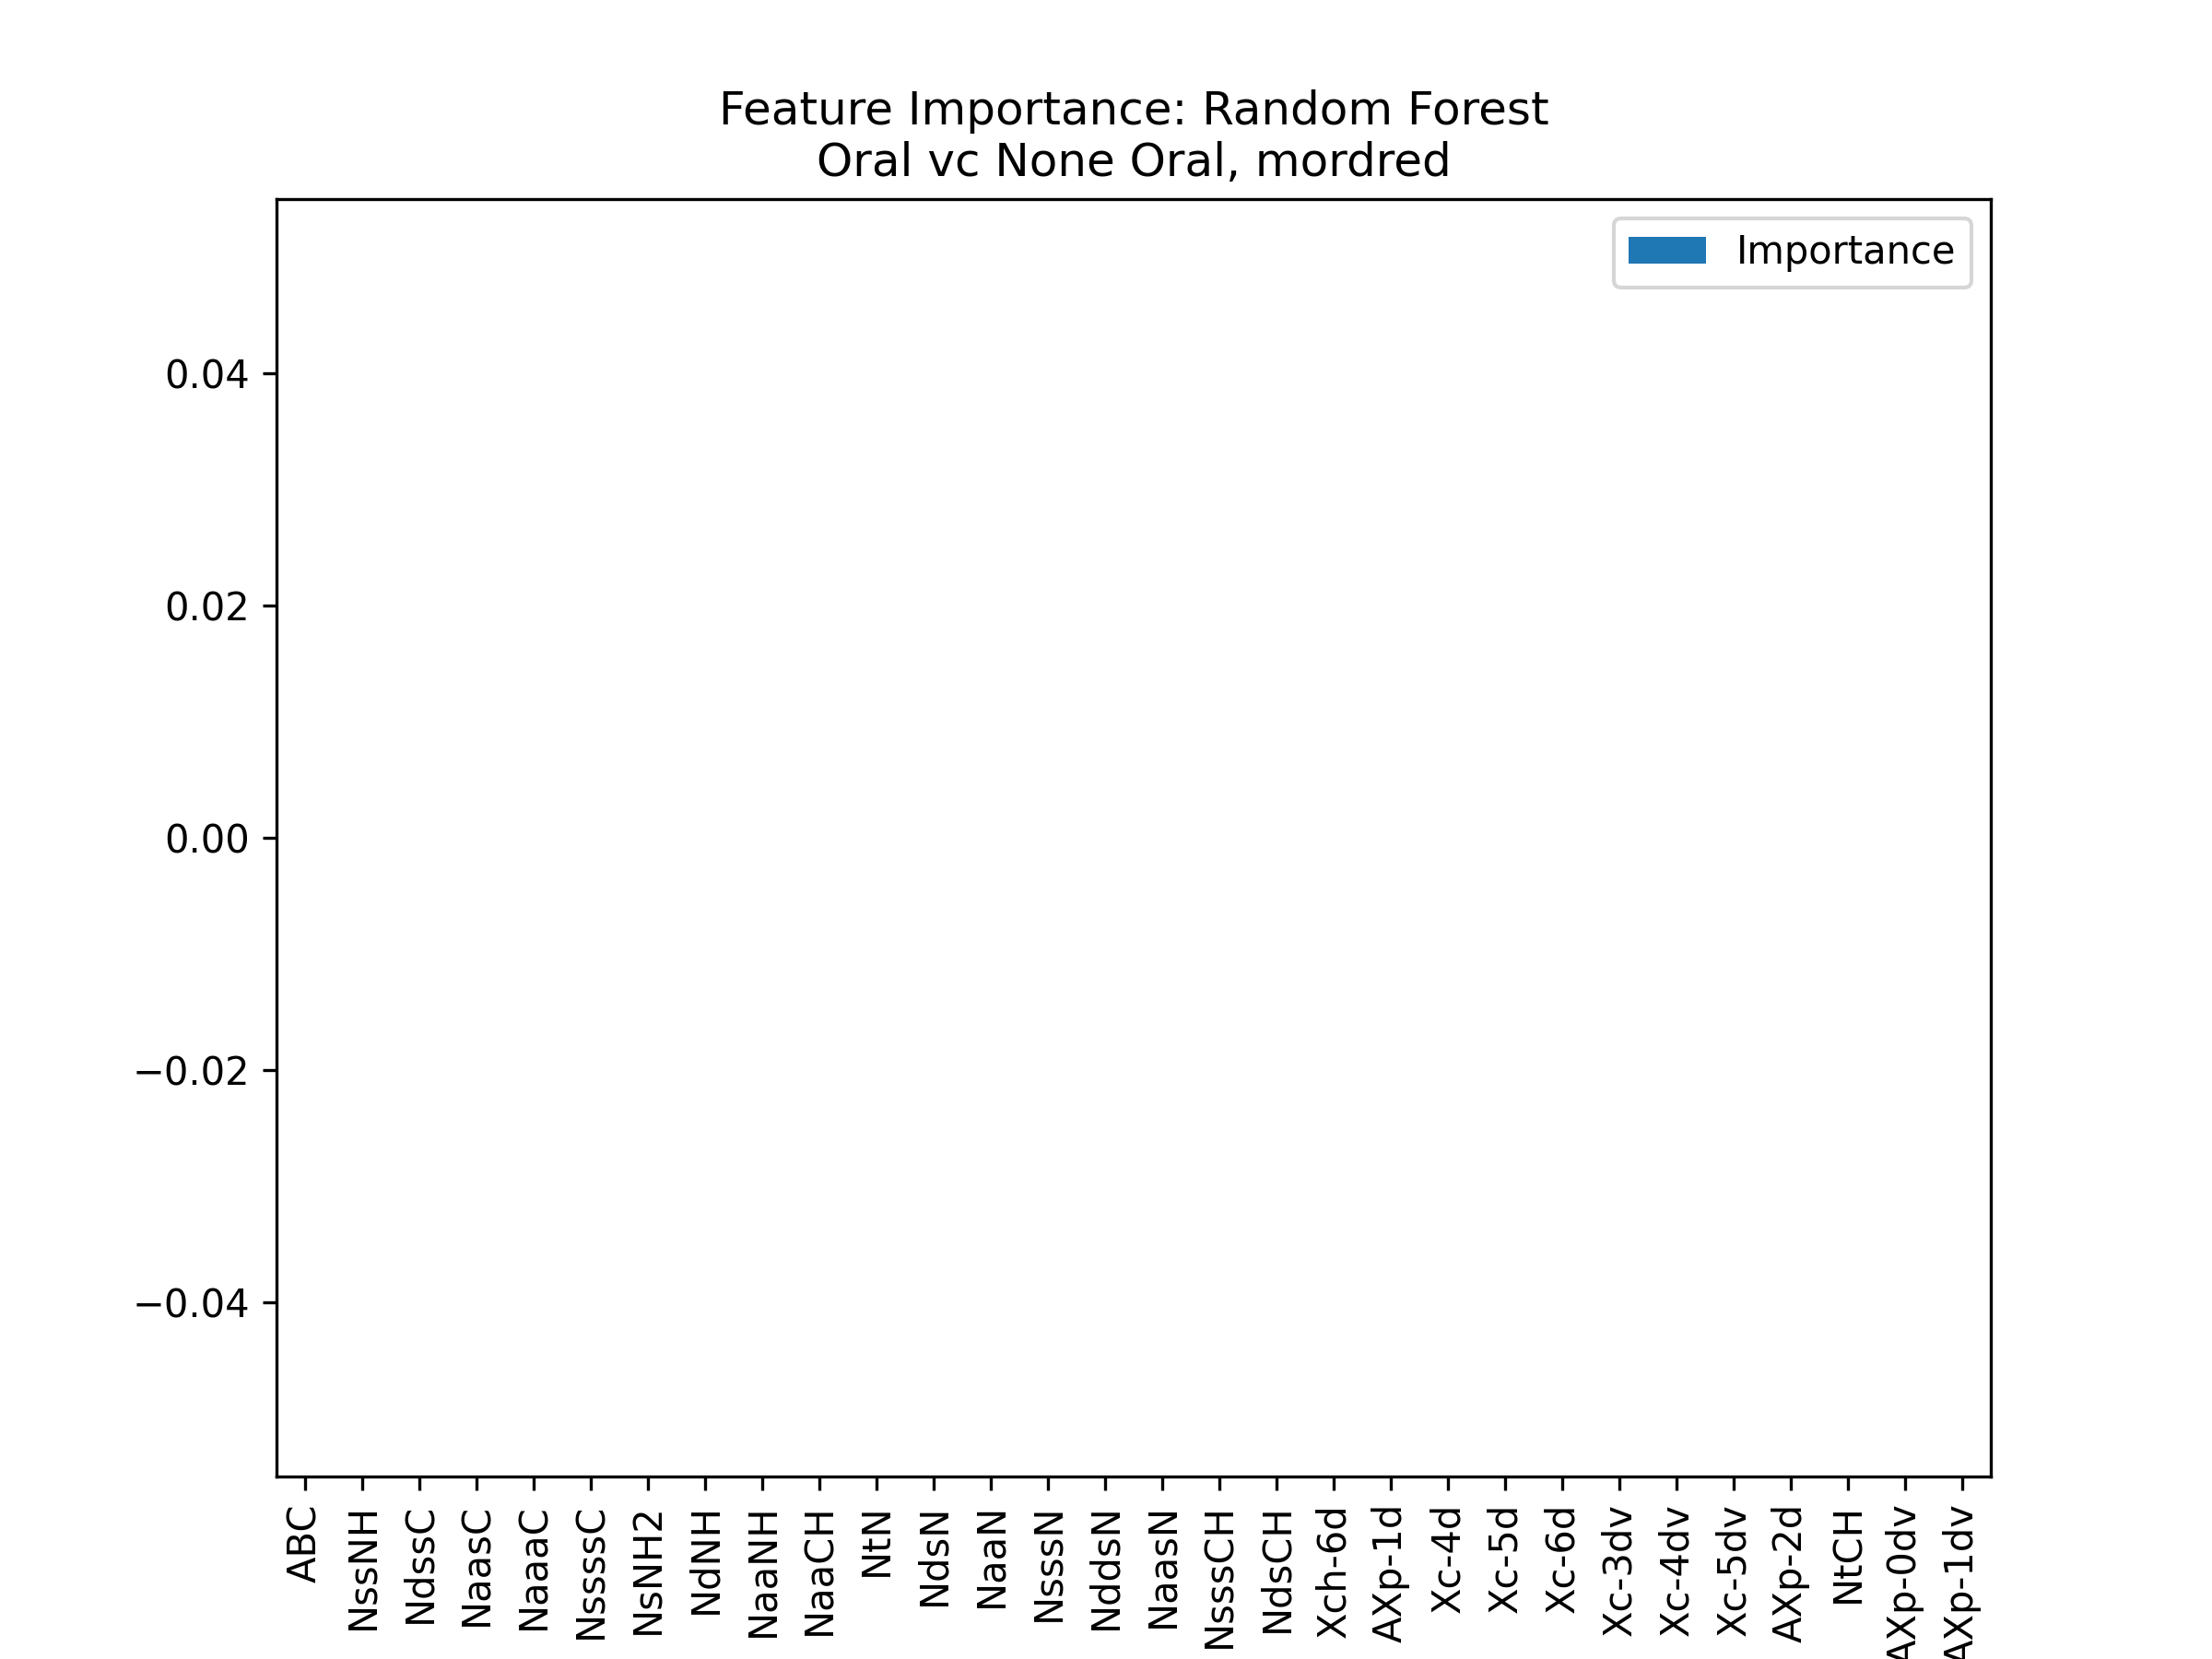 Feature Importance: Random Forest
Oral vc None Oral, mordred
Importance
0.04
0.02
0.00
−0.02
−0.04
ABC
NssNH
NdssC
NaasC
NaaaC
NssssC
NsNH2
NdNH
NaaNH
NaaCH
NtN
NdsN
NaaN
NsssN
NddsN
NaasN
NsssCH
NdsCH
Xch-6d
AXp-1d
Xc-4d
Xc-5d
Xc-6d
Xc-3dv
Xc-4dv
Xc-5dv
AXp-2d
NtCH
AXp-0dv
AXp-1dv